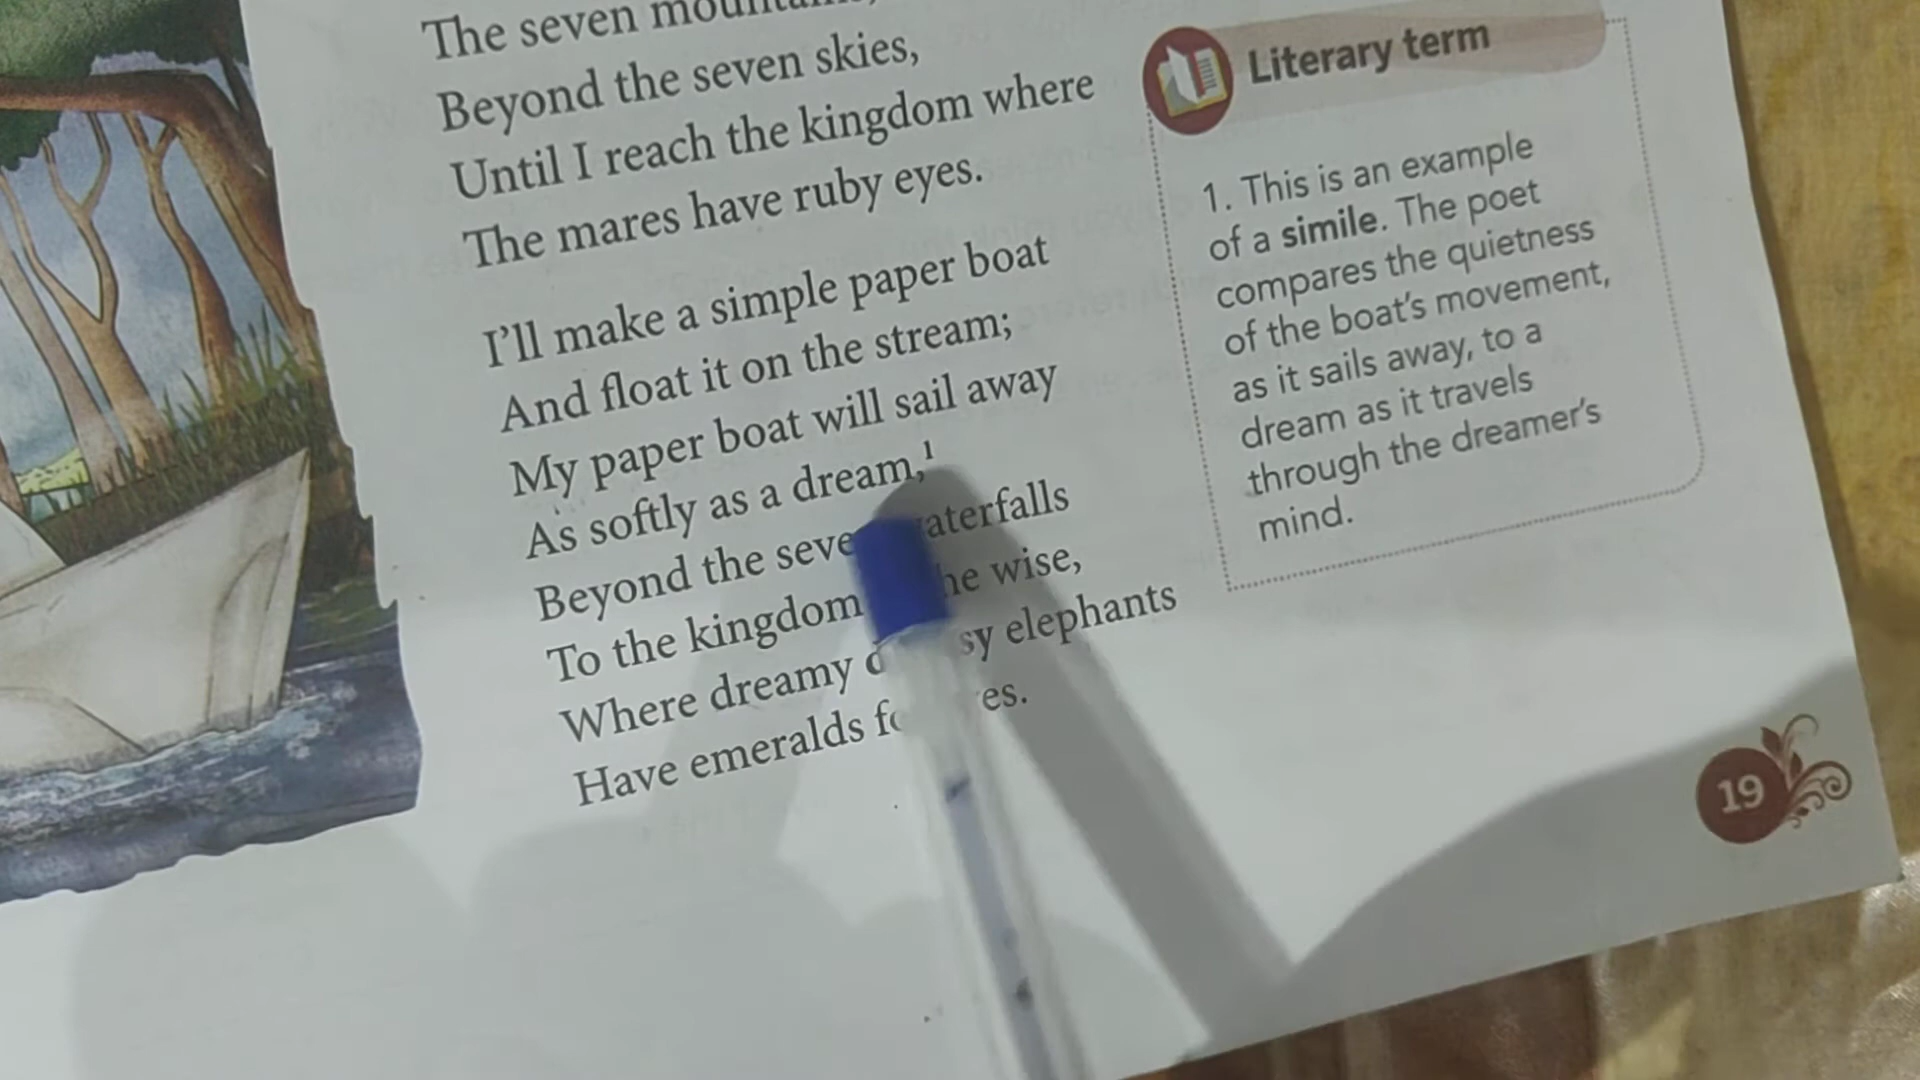 The seven
Beyond the seven skies,
Until I reach the kingdom where
The mares have ruby eyes.
I'll make a simple paper boat
And float it on the stream;
My paper boat will sail away
As softly as a dream,¹
Beyond the seve aterfalls
To the kingdom he wise,
Where dreamy d sy elephants
Have emeralds fo es.
Literary term
1. This is an example
of a simile. The poet
compares the quietness
of the boat's movement,
as it sails away, to a
dream as it travels
through the dreamer's
mind.
19